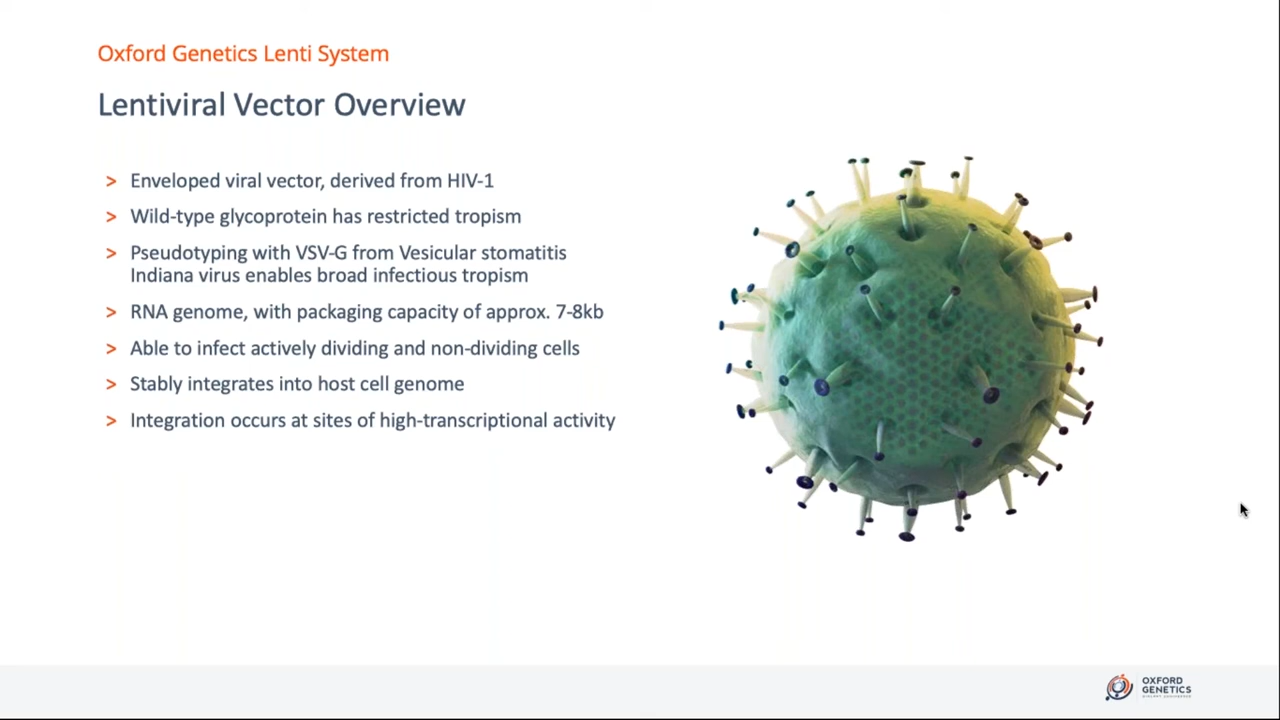 Oxford Genetics Lenti System
Lentiviral Vector Overview
> Enveloped viral vector, derived from HIV-1
> Wild-type glycoprotein has restricted tropism
> Pseudotyping with VSV-G from Vesicular stomatitis
Indiana virus enables broad infectious tropism
> RNA genome, with packaging capacity of approx. 7-8kb
> Able to infect actively dividing and non-dividing cells
> Stably integrates into host cell genome
> Integration occurs at sites of high-transcriptional activity
OXFORD
GENETICS